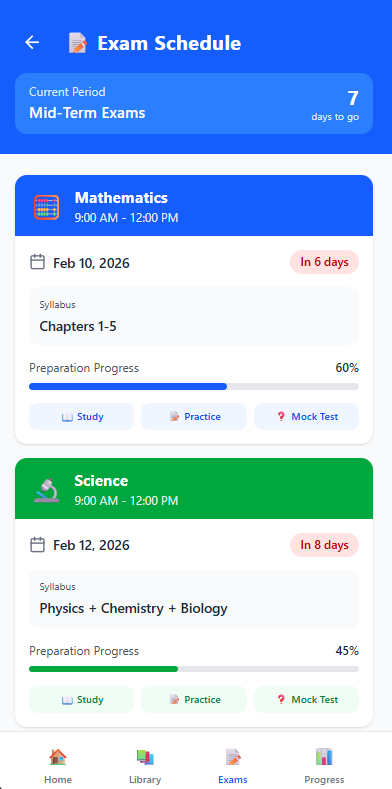 Exam Schedule
Current Period
Mid-Term Exams
7
days to go
Mathematics
9:00 AM - 12:00 PM
Feb 10, 2026
In 6 days
Syllabus
Chapters 1-5
Preparation Progress
60%
Study
Practice
Mock Test
Science
9:00 AM - 12:00 PM
Feb 12, 2026
In 8 days
Syllabus
Physics + Chemistry + Biology
Preparation Progress
45%
Study
Practice
Mock Test
Home
Library
Exams
Progress